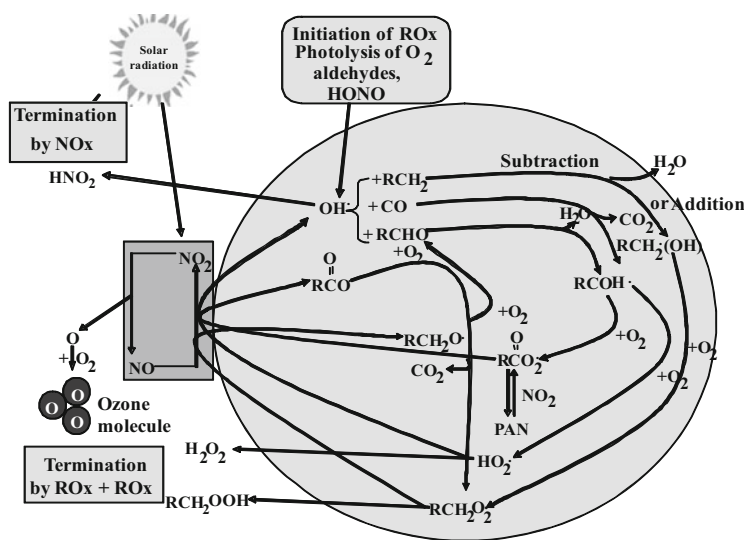 Solar
radiation
Initiation of ROx
Photolysis of O₂
aldehydes,
HONO
Termination
by NOx
HNO₂
OH·
+RCH₂
+ CO
+ RCHO
+O₂
Subtraction
H₂O
or Addition
H₂O
CO₂
RCH₂·(OH)
RCOH·
NO₂
NO
O
RCO·
O
+ O₂
O
O
O
Ozone
molecule
RCH₂O·
+O₂
CO₂
O
RCO₂·
+O₂
+O₂
+O₂
NO₂
PAN
H₂O₂
HO₂·
Termination
by ROx + ROx
RCH₂OOH
RCH₂O₂